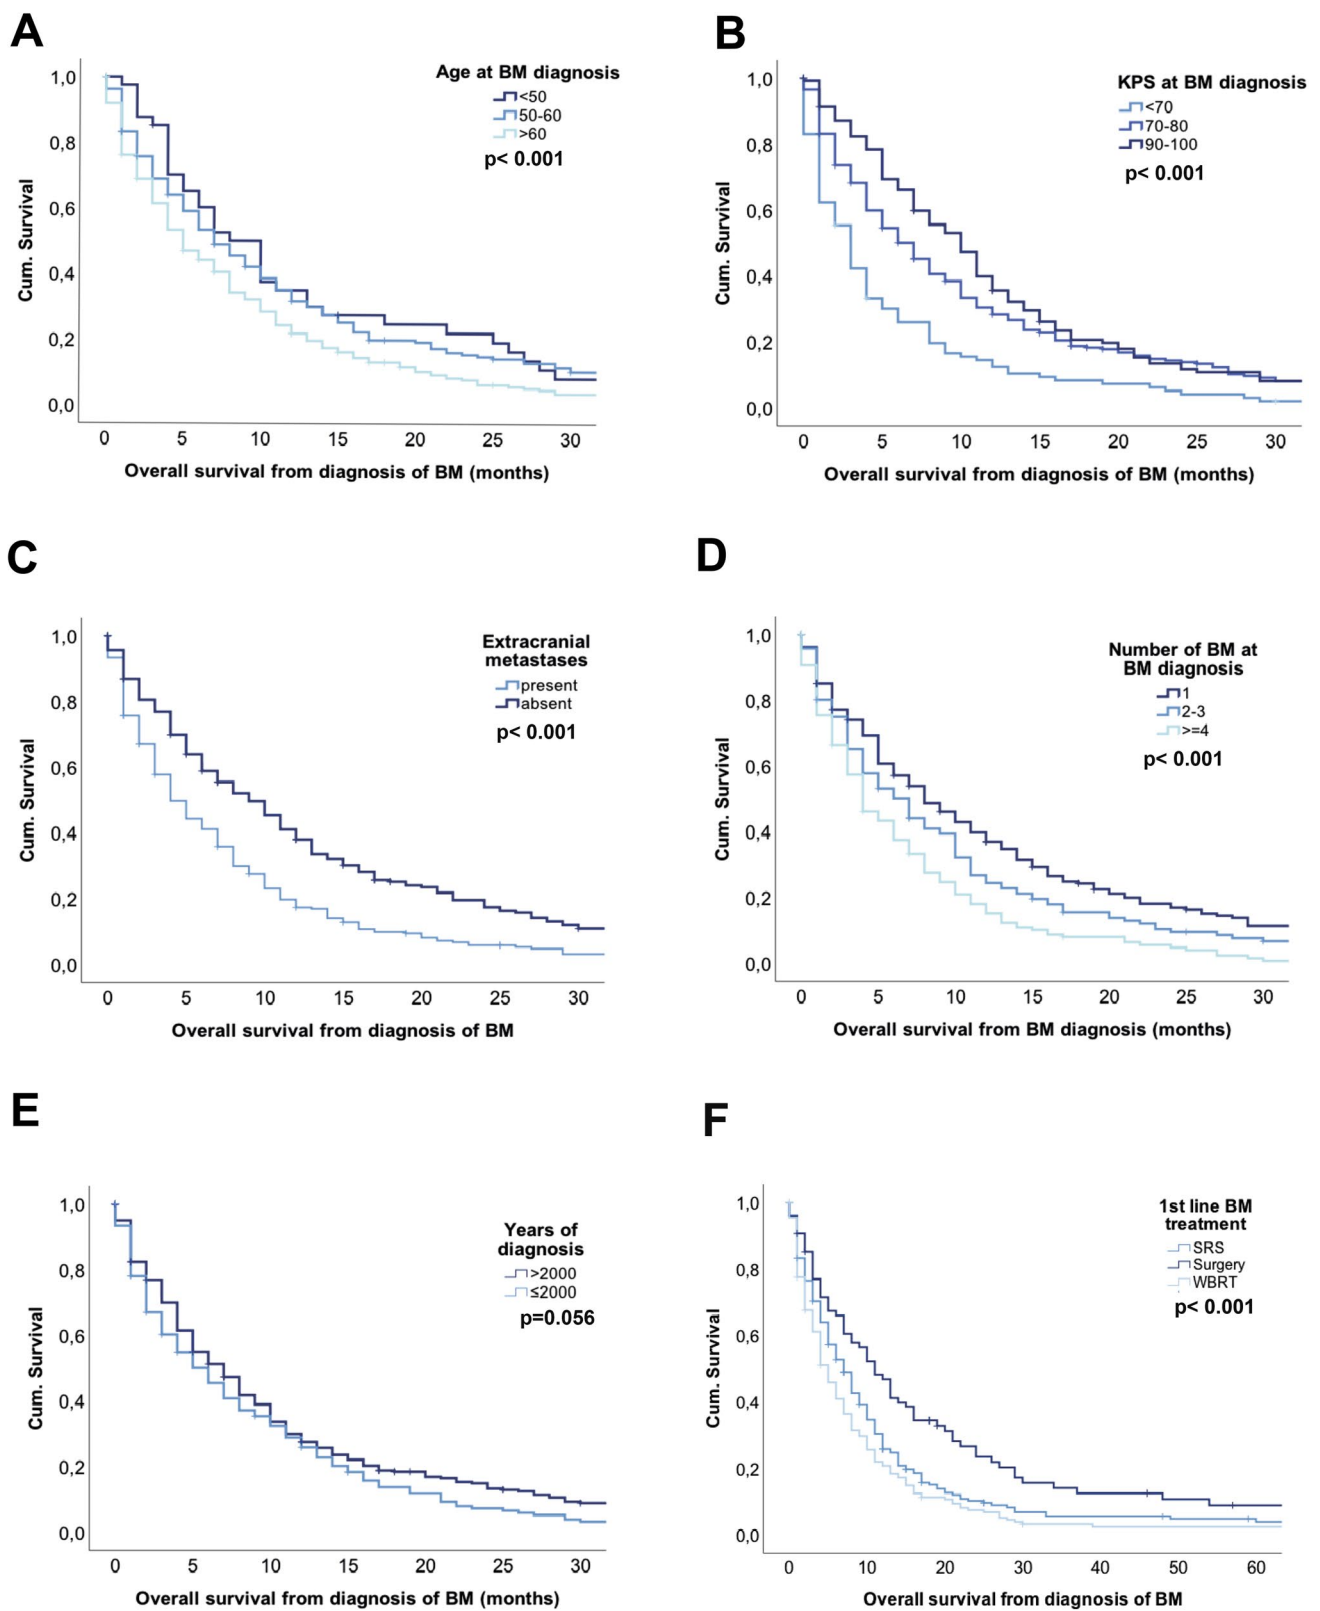 A
Age at BM diagnosis
<50
50-60
>60
p< 0.001
1,0
0,8
0,6
0,4
0,2
0,0
Cum. Survival
0 5 10 15 20 25 30
Overall survival from diagnosis of BM (months)
B
KPS at BM diagnosis
<70
70-80
90-100
p< 0.001
1,0
0,8
0,6
0,4
0,2
0,0
Cum. Survival
0 5 10 15 20 25 30
Overall survival from diagnosis of BM (months)
C
Extracranial
metastases
present
absent
p< 0.001
1,0
0,8
0,6
0,4
0,2
0,0
Cum. Survival
0 5 10 15 20 25 30
Overall survival from diagnosis of BM
D
Number of BM at
BM diagnosis
1
2-3
>=4
p< 0.001
1,0
0,8
0,6
0,4
0,2
0,0
Cum. Survival
0 5 10 15 20 25 30
Overall survival from BM diagnosis (months)
E
Years of
diagnosis
>2000
≤2000
p=0.056
1,0
0,8
0,6
0,4
0,2
0,0
Cum. Survival
0 5 10 15 20 25 30
Overall survival from diagnosis of BM (months)
F
1st line BM
treatment
SRS
Surgery
WBRT
p< 0.001
1,0
0,8
0,6
0,4
0,2
0,0
Cum. Survival
0 10 20 30 40 50 60
Overall survival from diagnosis of BM